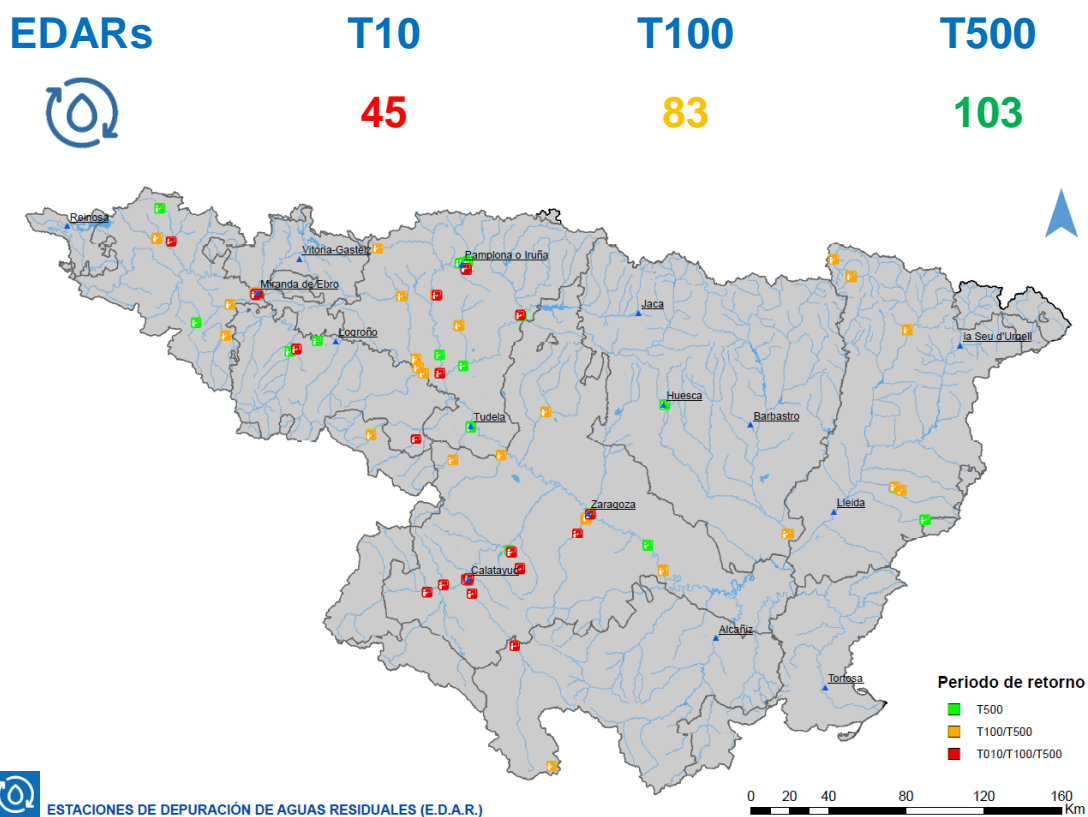 EDARs T10 T100 T500
45 83 103
Reinosa
Vitoria-Gasteiz
Pamplona o Iruña
Miranda de Ebro
Jaca
Logroño
la Seu d'Urgell
Huesca
Tudela
Barbastro
Zaragoza
Lleida
Calatayud
Alcañiz
Tortosa
Periodo de retorno
T500
T100/T500
T010/T100/T500
0 20 40 80 120 160
Km
ESTACIONES DE DEPURACIÓN DE AGUAS RESIDUALES (E.D.A.R.)